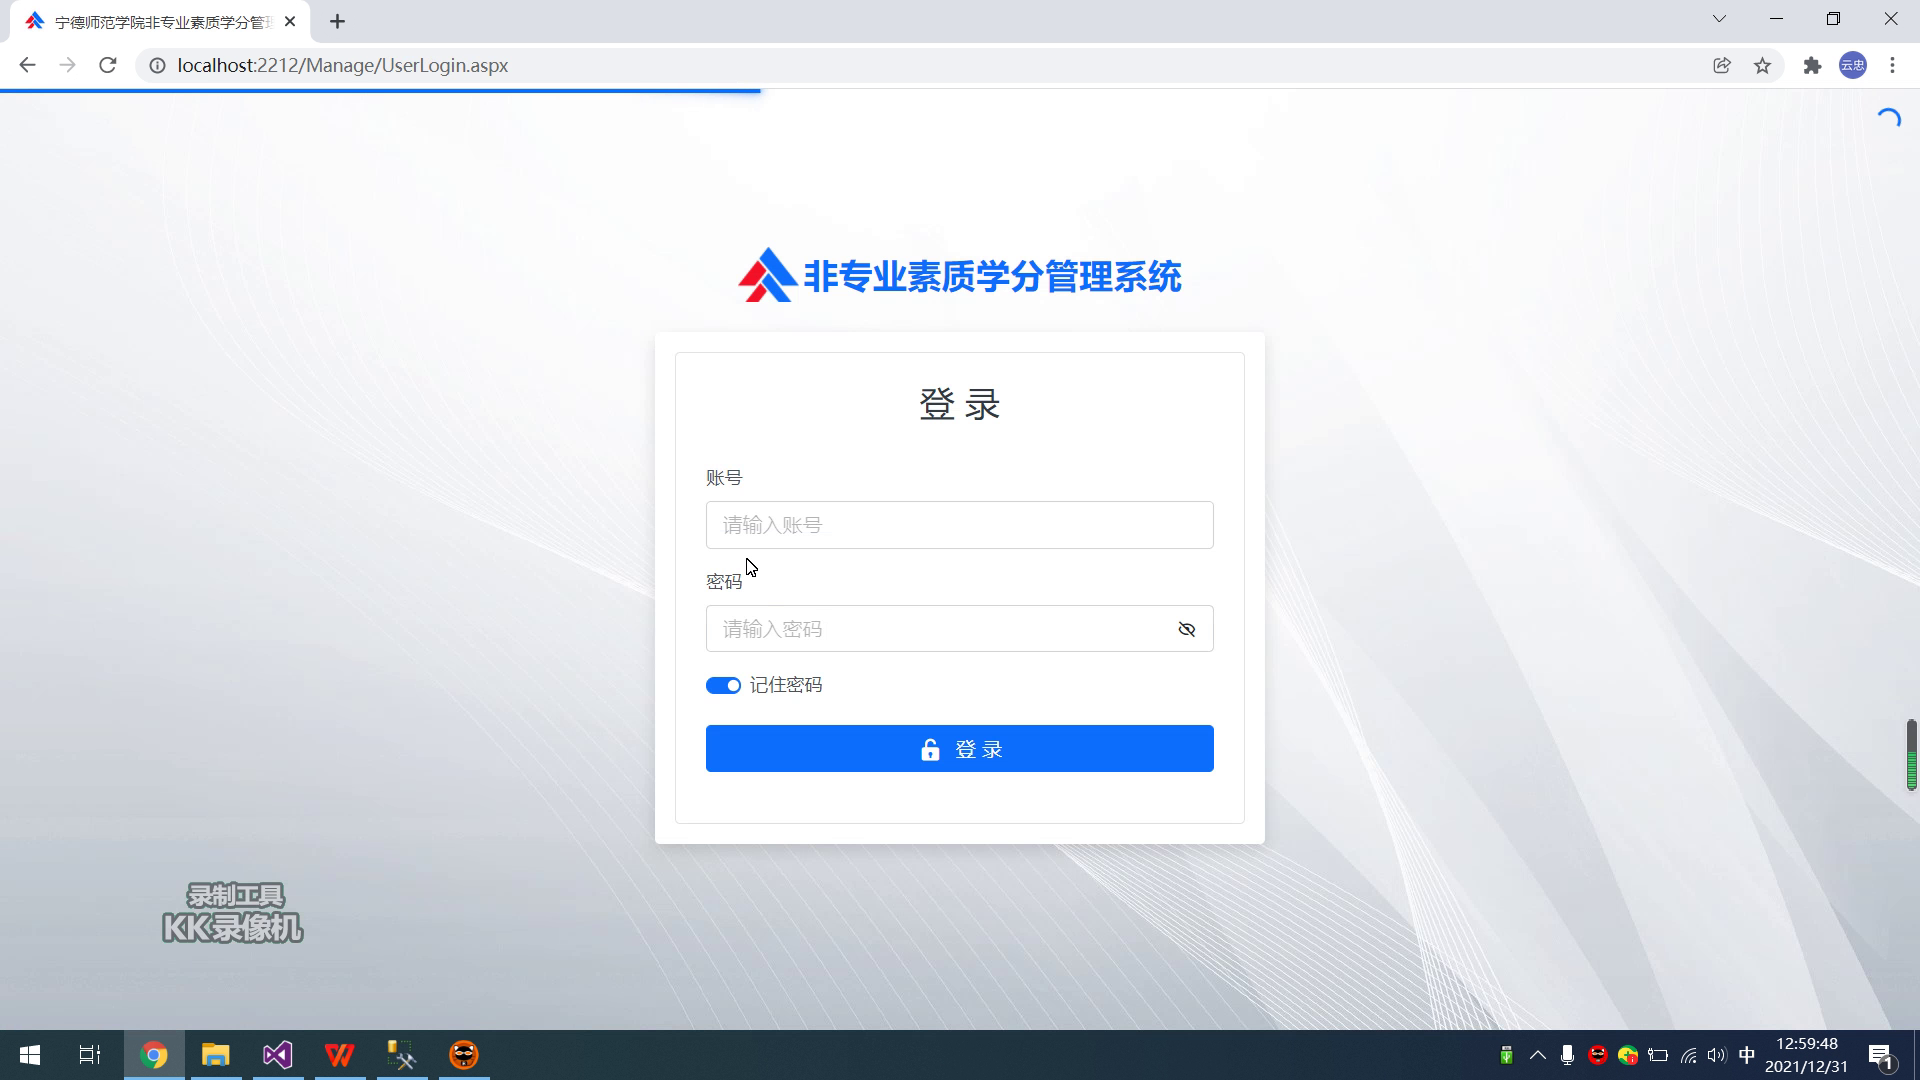 宁德师范学院非专业素质学分管理
localhost:2212/Manage/UserLogin.aspx
云忠
非专业素质学分管理系统
登 录
账号
请输入账号
密码
请输入密码
记住密码
登 录
录制工具
KK录像机
中
12:59:48
2021/12/31
1